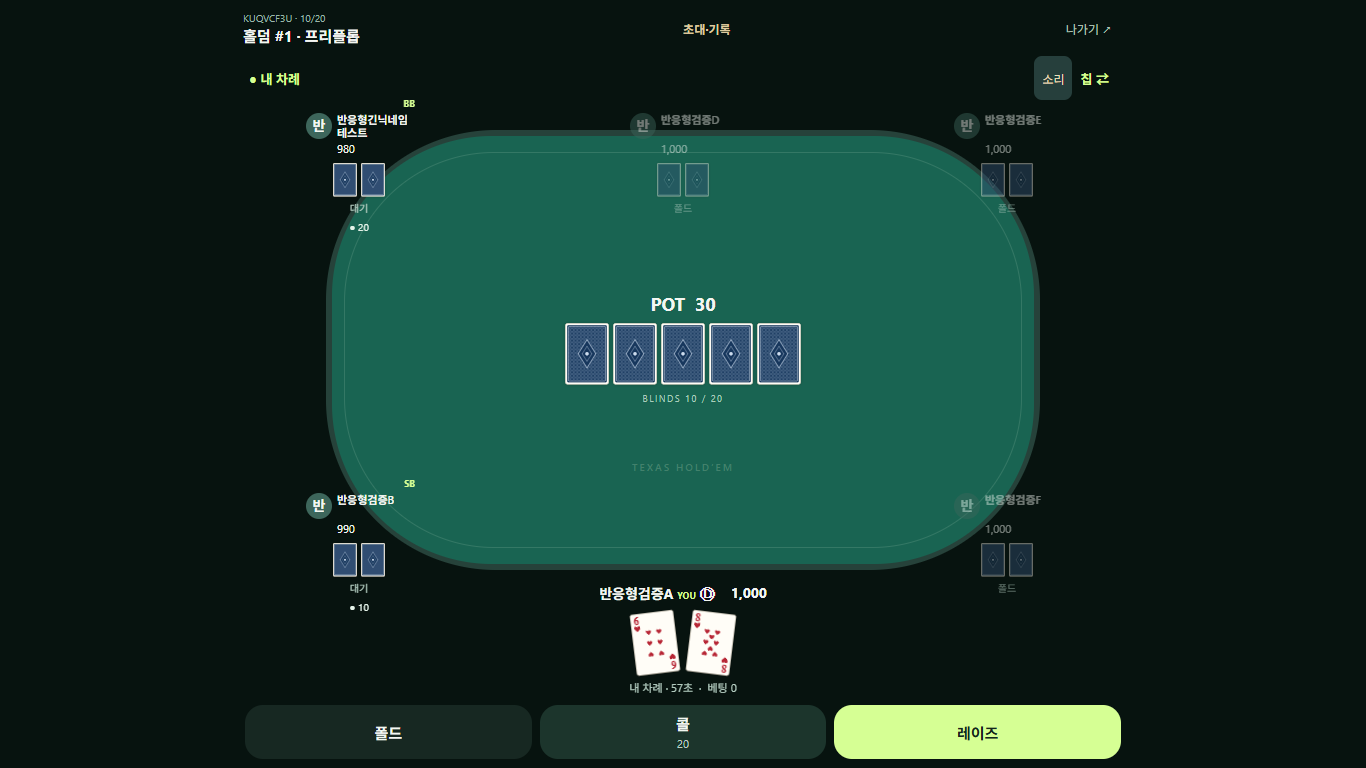 KUQVCF3U · 10/20
홀덤 #1 · 프리플롭
초대·기록
나가기 ↗
● 내 차례
소리
칩 ⇄
BB
반 반응형긴닉네임
테스트
980
대기
● 20
반 반응형검증D
1,000
폴드
반 반응형검증E
1,000
폴드
POT 30
BLINDS 10 / 20
TEXAS HOLD'EM
SB
반 반응형검증B
990
대기
● 10
반 반응형검증F
1,000
폴드
반응형검증A YOU D 1,000
6 8
9 8
내 차례 · 57초 · 베팅 0
폴드
콜
20
레이즈